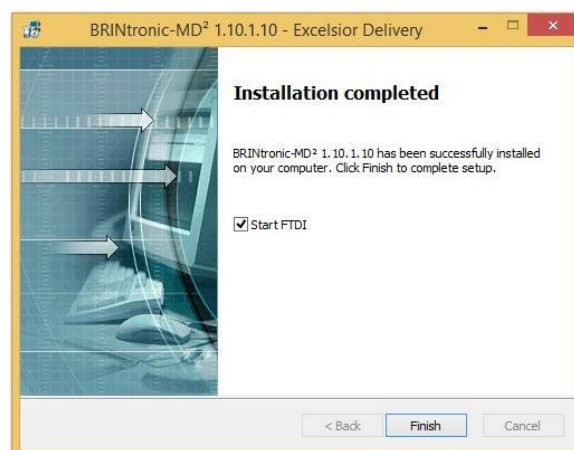 BRINtronic-MD² 1.10.1.10 - Excelsior Delivery
Installation completed
BRINtronic-MD² 1.10.1.10 has been successfully installed
on your computer. Click Finish to complete setup.
Start FTDI
< Back Finish Cancel